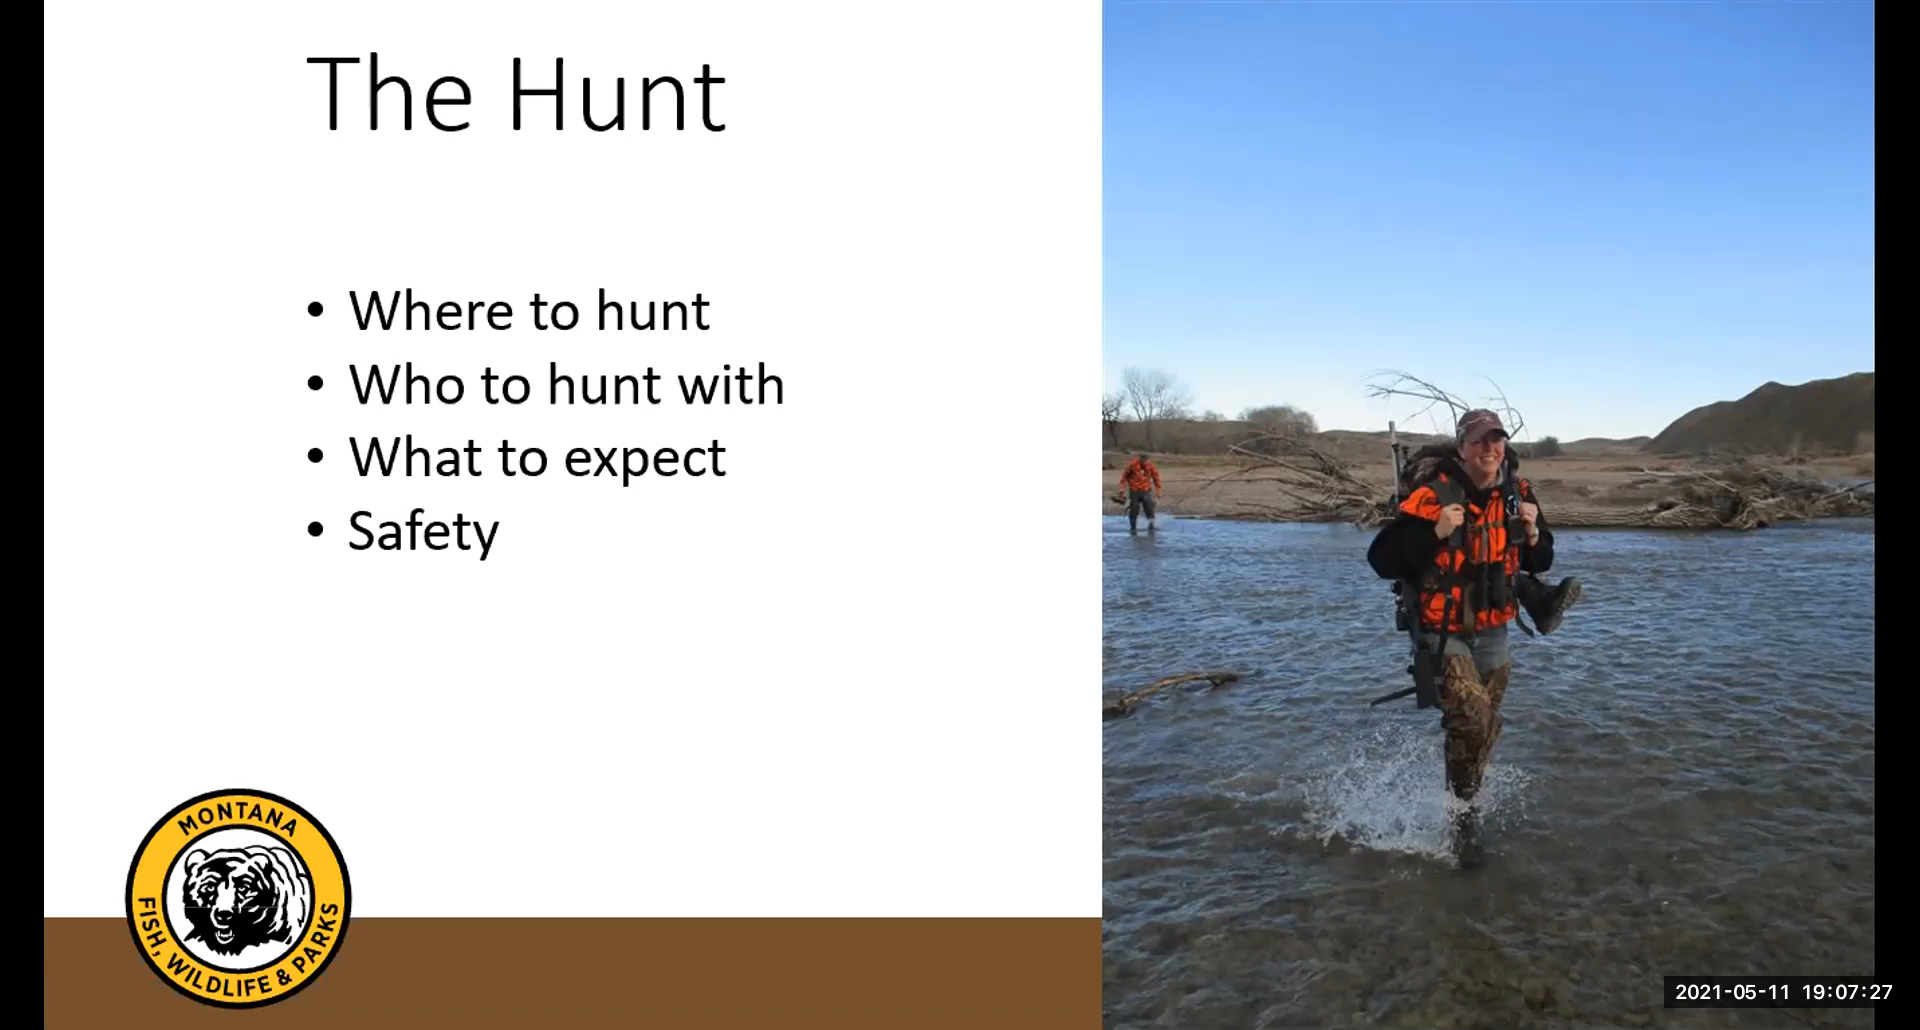 The Hunt
• Where to hunt
• Who to hunt with
• What to expect
• Safety
MONTANA
FISH, WILDLIFE & PARKS
2021-05-11 19:07:27